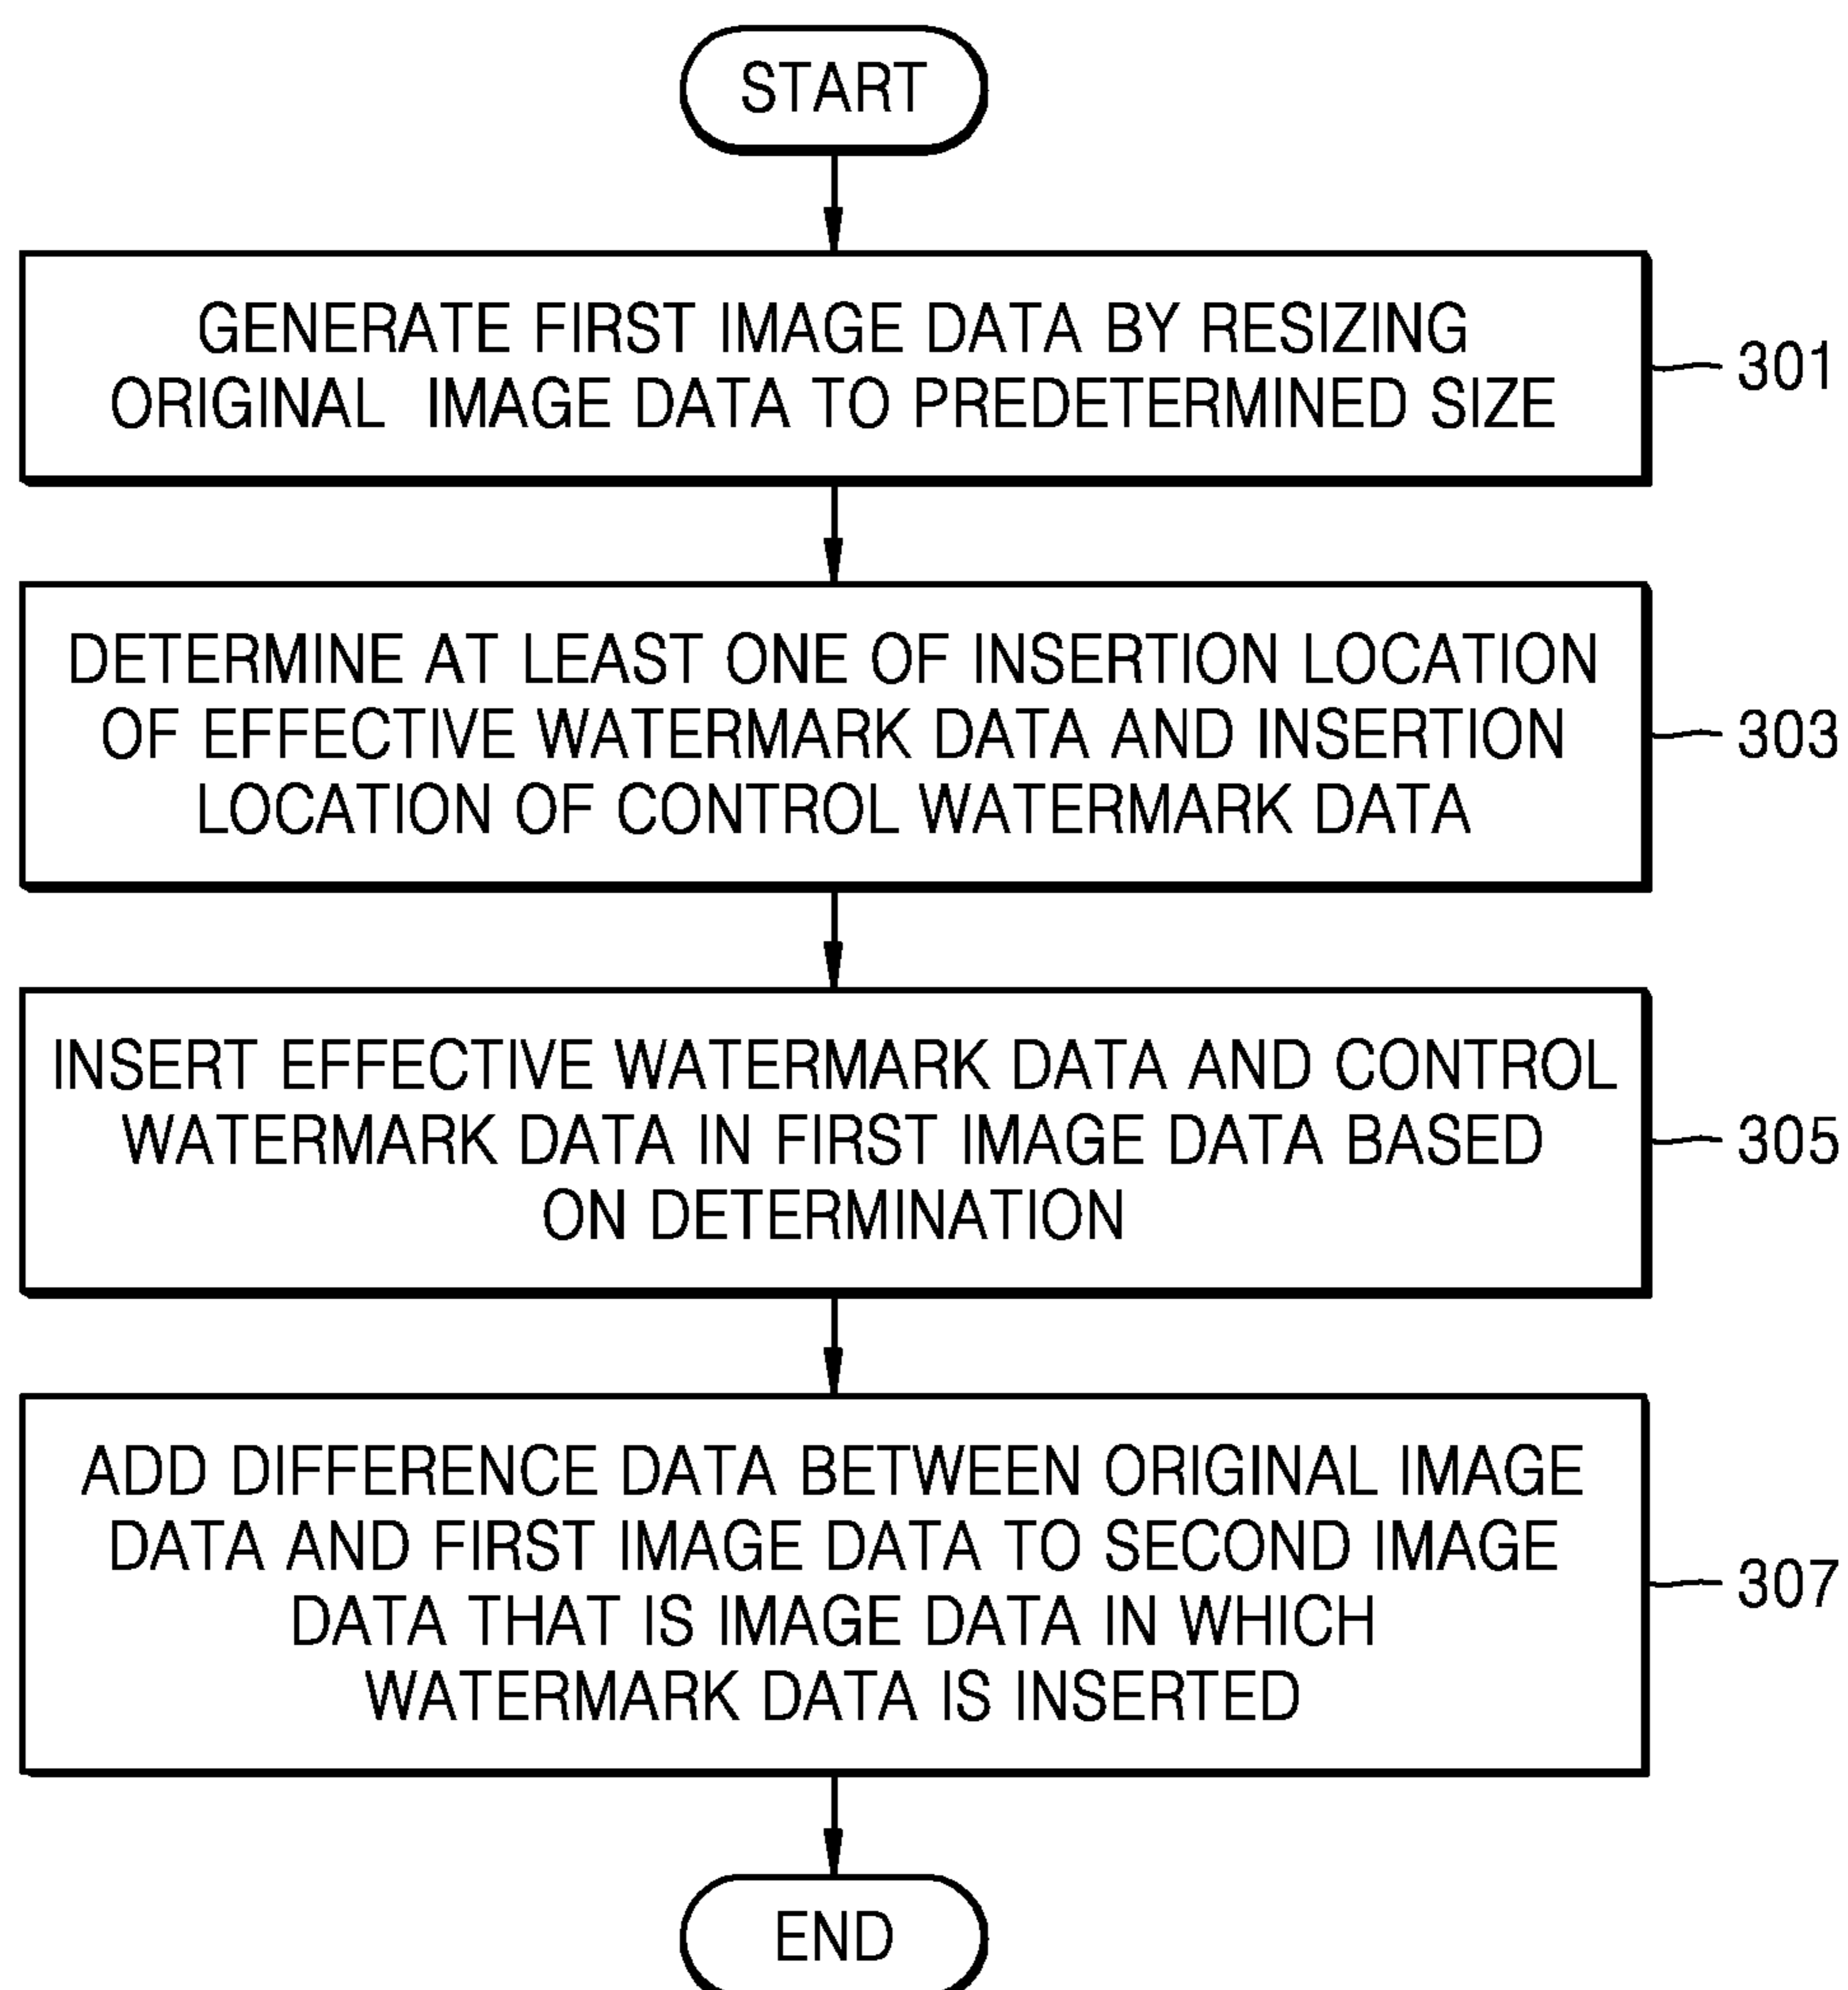 START
GENERATE FIRST IMAGE DATA BY RESIZING
ORIGINAL IMAGE DATA TO PREDETERMINED SIZE
301
DETERMINE AT LEAST ONE OF INSERTION LOCATION
OF EFFECTIVE WATERMARK DATA AND INSERTION
LOCATION OF CONTROL WATERMARK DATA
303
INSERT EFFECTIVE WATERMARK DATA AND CONTROL
WATERMARK DATA IN FIRST IMAGE DATA BASED
ON DETERMINATION
305
ADD DIFFERENCE DATA BETWEEN ORIGINAL IMAGE
DATA AND FIRST IMAGE DATA TO SECOND IMAGE
DATA THAT IS IMAGE DATA IN WHICH
WATERMARK DATA IS INSERTED
307
END